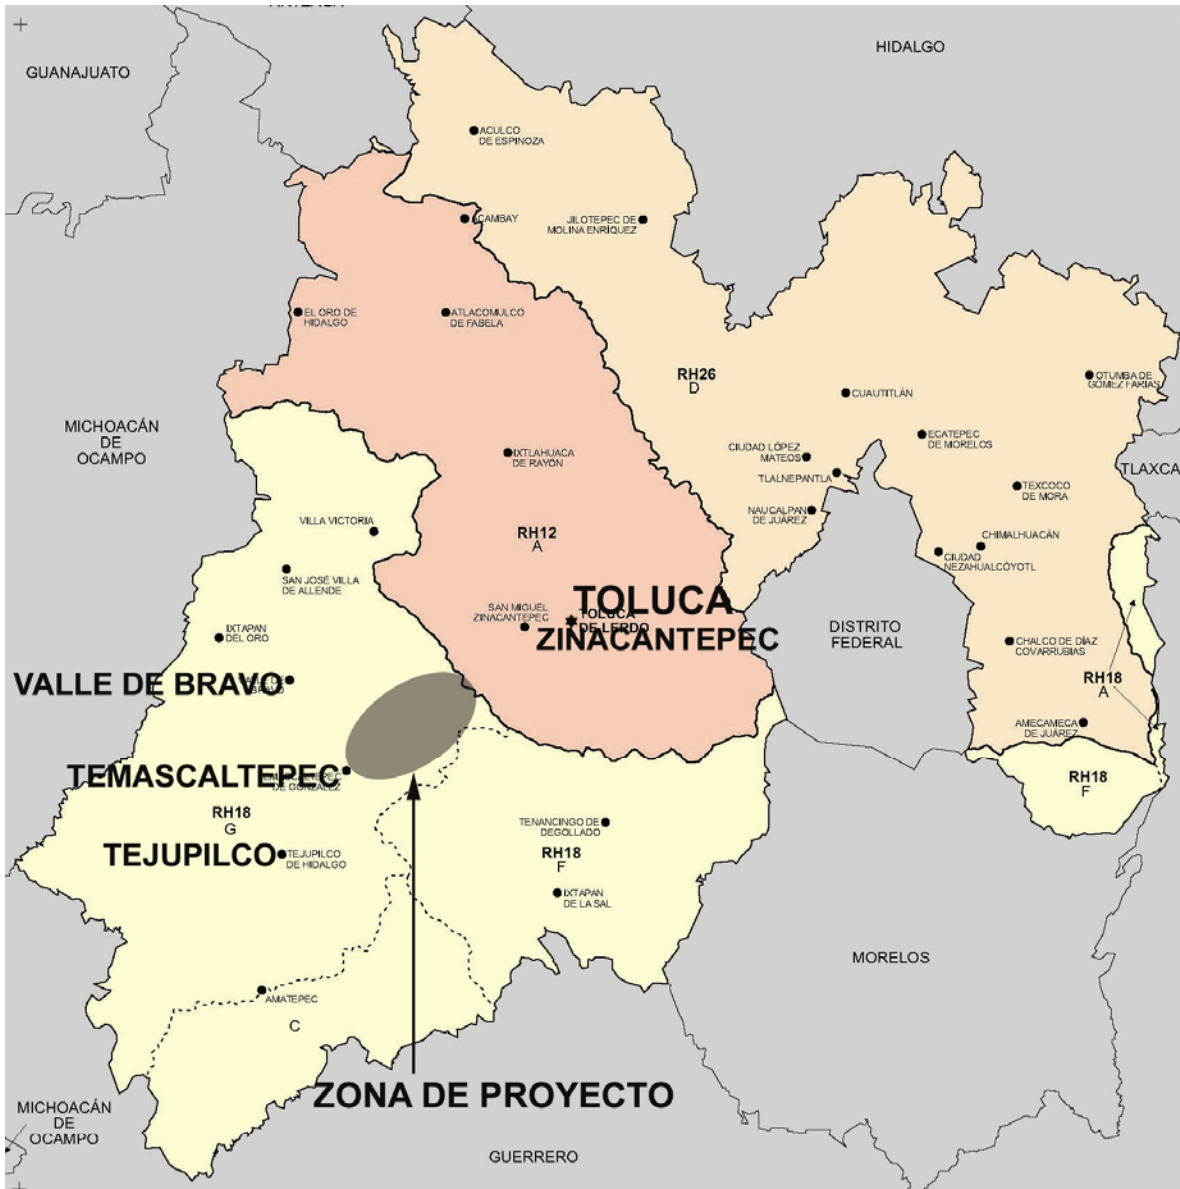 HIDALGO
GUANAJUATO
ACULCO
DE ESPINOZA
ACAMBAY
JILOTEPEC DE
MOLINA ENRÍQUEZ
EL ORO DE
HIDALGO
ATLACOMULCO
DE FABELA
RH26
D
OTUMBA DE
GÓMEZ FARÍAS
CUAUTITLÁN
MICHOACÁN
DE
OCAMPO
ECATEPEC
DE MORELOS
CIUDAD LÓPEZ
MATEOS
IXTLAHUACA
DE RAYÓN
TLALNEPANTLA
TLAXCA
TEXCOCO
DE MORA
NAUCALPAN
DE JUÁREZ
VILLA VICTORIA
RH12
A
CHIMALHUACÁN
CIUDAD
NEZAHUALCÓYOTL
SAN JOSÉ VILLA
DE ALLENDE
TOLUCA
SAN MIGUEL
ZINACANTEPEC
TOLUCA
DE LERDO
ZINACANTEPEC
DISTRITO
FEDERAL
IXTAPAN
DEL ORO
CHALCO DE DÍAZ
COVARRUBIAS
VALLE DE BRAVO
RH18
A
AMECAMECA
DE JUÁREZ
TEMASCALTEPEC
DE GONZÁLEZ
RH18
F
RH18
G
TENANCINGO DE
DEGOLLADO
TEJUPILCO
TEJUPILCO
DE HIDALGO
RH18
F
IXTAPAN
DE LA SAL
MORELOS
AMATEPEC
C
ZONA DE PROYECTO
MICHOACÁN
DE
OCAMPO
GUERRERO